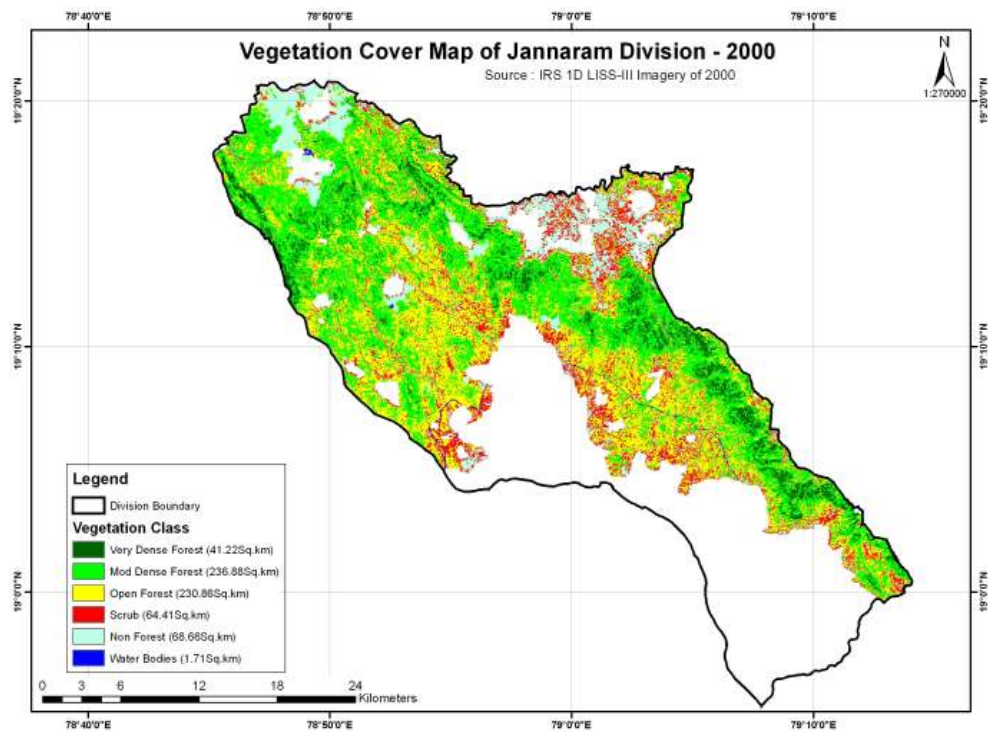 78°40'0"E 78°50'0"E 79°0'0"E 79°10'0"E
Vegetation Cover Map of Jannaram Division - 2000
Source : IRS 1D LISS-III Imagery of 2000
N
1:270000
19°20'0"N 19°20'0"N
19°10'0"N 19°10'0"N
19°0'0"N 19°0'0"N
Legend
Division Boundary
Vegetation Class
Very Dense Forest (41.22Sq.km)
Mod Dense Forest (236.88Sq.km)
Open Forest (230.86Sq.km)
Scrub (64.41Sq.km)
Non Forest (68.66Sq.km)
Water Bodies (1.71Sq.km)
0 3 6 12 18 24
Kilometers
78°40'0"E 78°50'0"E 79°0'0"E 79°10'0"E